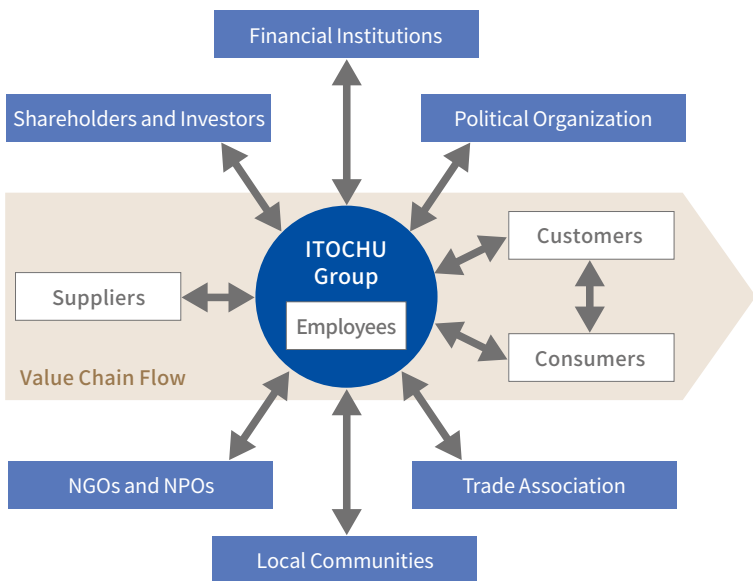 Financial Institutions
Shareholders and Investors
Political Organization
ITOCHU
Group
Employees
Suppliers
Customers
Consumers
Value Chain Flow
NGOs and NPOs
Trade Association
Local Communities